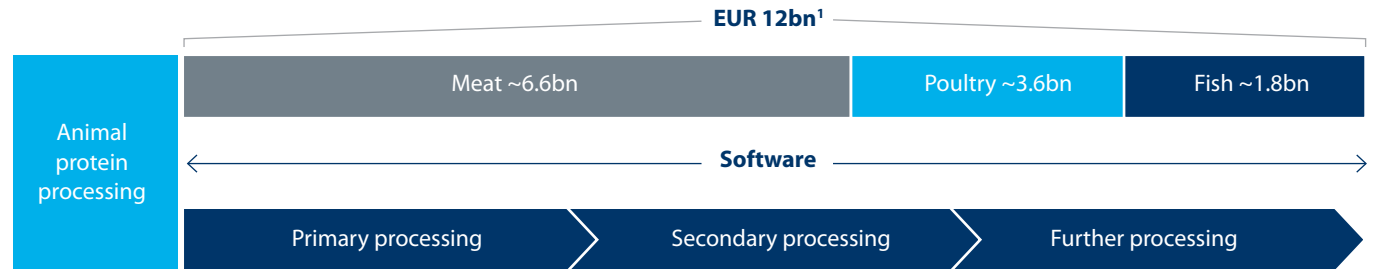 EUR 12bn¹
Meat ~6.6bn
Poultry ~3.6bn
Fish ~1.8bn
Animal
protein
processing
Software
Primary processing
Secondary processing
Further processing